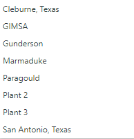 Cleburne, Texas
GIMSA
Gunderson
Marmaduke
Paragould
Plant 2
Plant 3
San Antonio, Texas